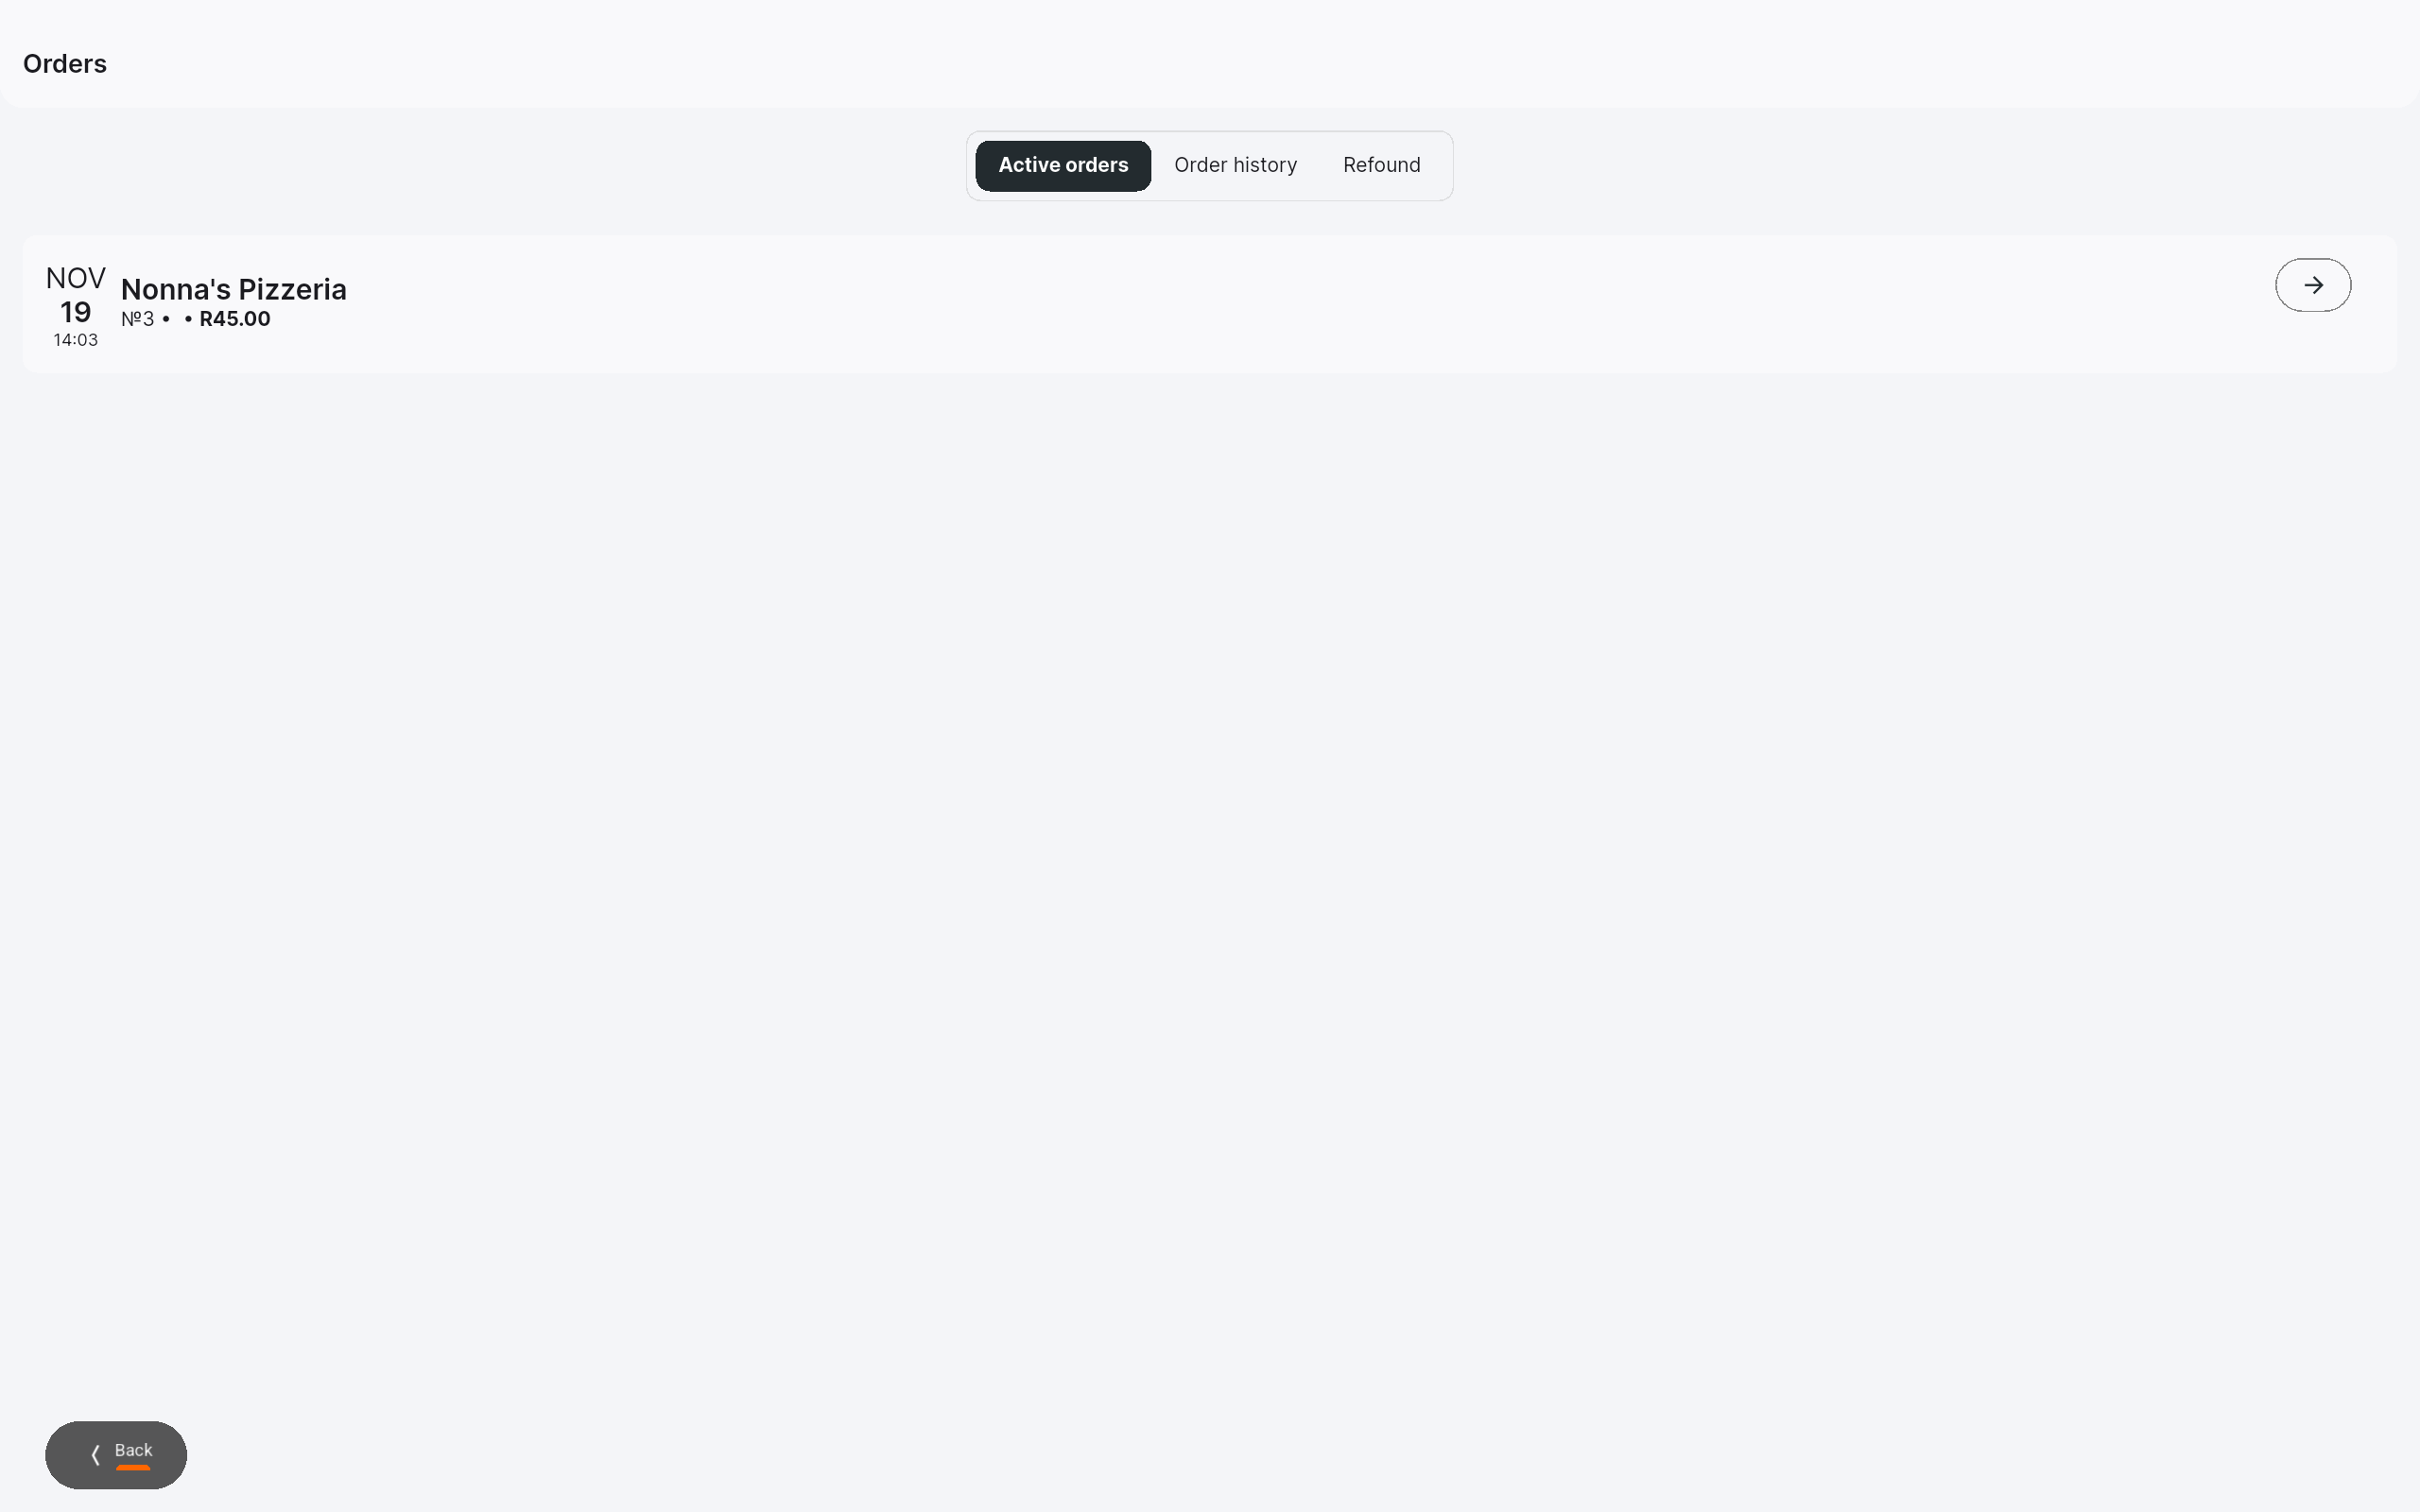 Orders
Active orders Order history Refound
NOV
19
14:03
Nonna's Pizzeria
№3 • • R45.00
Back